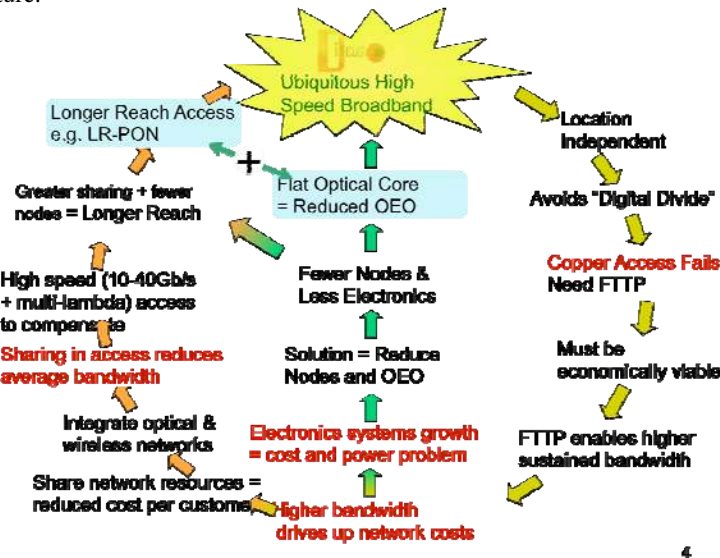 Ubiquitous High
Speed Broadband
Longer Reach Access
e.g. LR-PON
+
Flat Optical Core
= Reduced OEO
Location
Independent
Avoids "Digital Divide"
Copper Access Fails
Need FTTP
Must be
economically viable
FTTP enables higher
sustained bandwidth
Higher bandwidth
drives up network costs
Electronics systems growth
= cost and power problem
Solution = Reduce
Nodes and OEO
Fewer Nodes &
Less Electronics
Share network resources =
reduced cost per
Integrate optical &
wireless networks
Sharing in access reduces
average bandwidth
High speed (10-40Gb/s
+ multi-lambda) access
to compensate
Greater sharing + fewer
nodes = Longer Reach
4